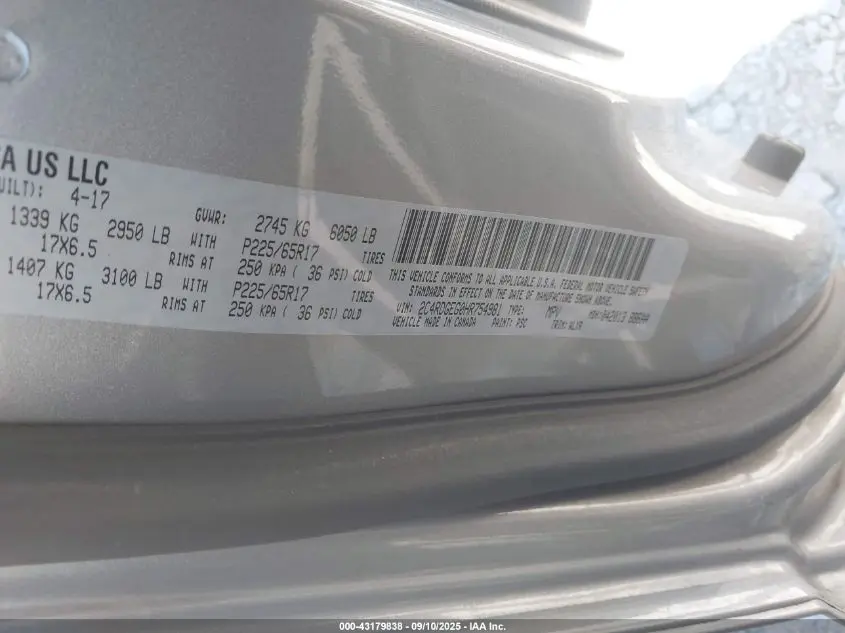 A US LLC
UILT): 4-17
GVWR: 2745 KG 6050 LB
1339 KG 2950 LB WITH P225/65R17 TIRES
17X6.5 RIMS AT 250 KPA ( 36 PSI) COLD
1407 KG 3100 LB WITH P225/65R17 TIRES
17X6.5 RIMS AT 250 KPA ( 36 PSI) COLD
THIS VEHICLE CONFORMS TO ALL APPLICABLE U.S.A. FEDERAL MOTOR VEHICLE SAFETY
STANDARDS IN EFFECT ON THE DATE OF MANUFACTURE SHOWN ABOVE.
VIN: 2C4RDGEG0HR754981 TYPE: MPV
VEHICLE MADE IN CANADA PAINT: PSC TRIM:
000-43179838 - 09/10/2025 - IAA Inc.